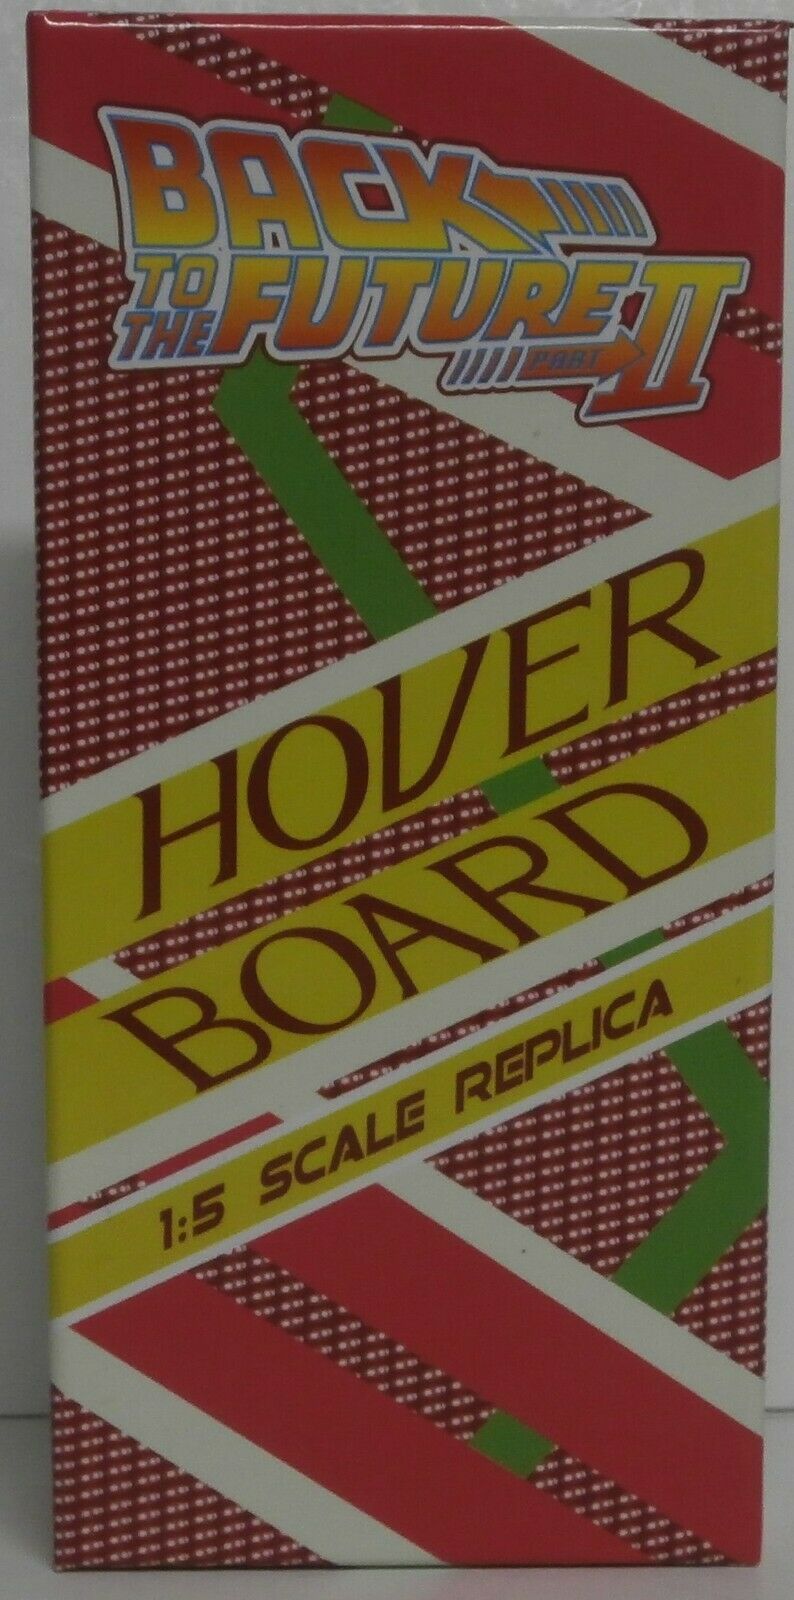 BACK
TO THE FUTURE
PART II
HOVER
BOARD
1:5 SCALE REPLICA